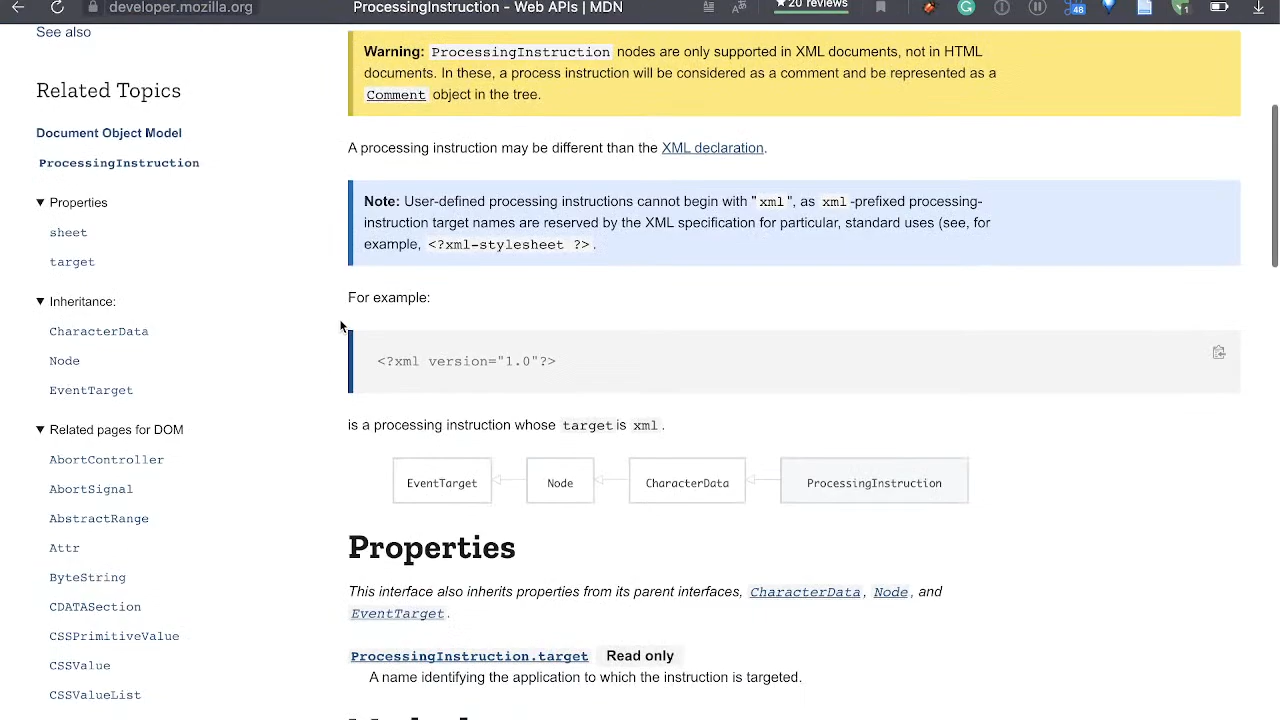 developer.mozilla.org
ProcessingInstruction - Web APIs | MDN
20 reviews
48
1
See also
Related Topics
Document Object Model
ProcessingInstruction
Properties
sheet
target
Inheritance:
CharacterData
Node
EventTarget
Related pages for DOM
AbortController
AbortSignal
AbstractRange
Attr
ByteString
CDATASection
CSSPrimitiveValue
CSSValue
CSSValueList
Warning: ProcessingInstruction nodes are only supported in XML documents, not in HTML
documents. In these, a process instruction will be considered as a comment and be represented as a
Comment object in the tree.
A processing instruction may be different than the XML declaration.
Note: User-defined processing instructions cannot begin with "xml", as xml-prefixed processing-
instruction target names are reserved by the XML specification for particular, standard uses (see, for
example, <?xml-stylesheet ?>.
For example:
<?xml version="1.0"?>
is a processing instruction whose target is xml.
EventTarget
Node
CharacterData
ProcessingInstruction
Properties
This interface also inherits properties from its parent interfaces, CharacterData, Node, and
EventTarget.
ProcessingInstruction.target Read only
A name identifying the application to which the instruction is targeted.